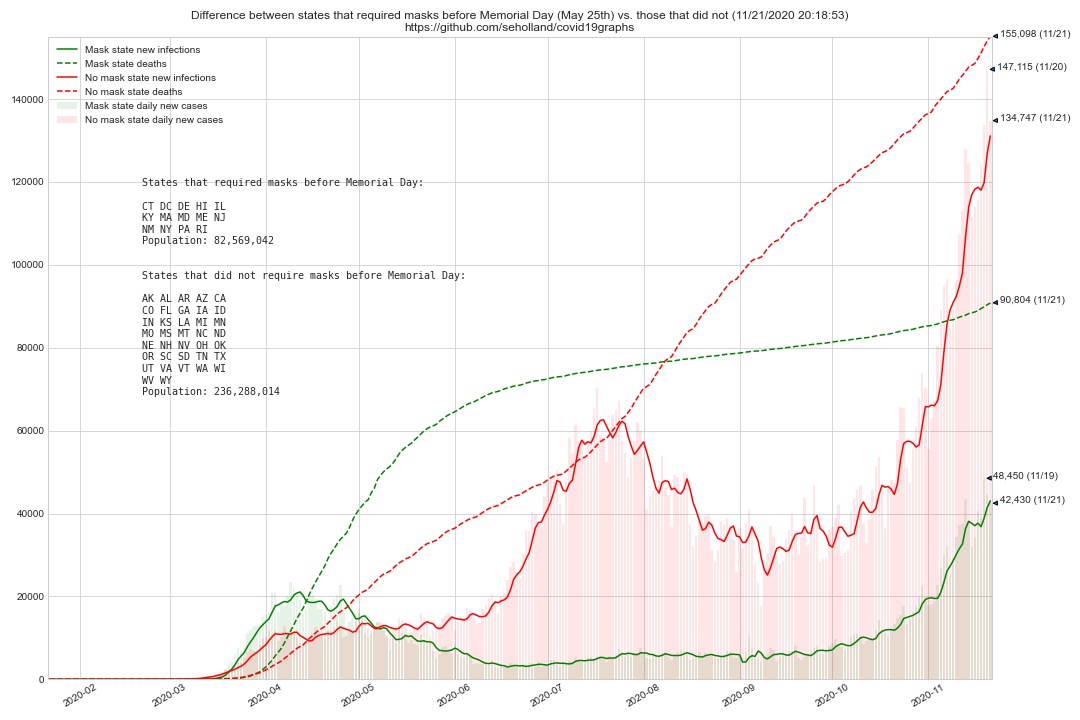 Difference between states that required masks before Memorial Day (May 25th) vs. those that did not (11/21/2020 20:18:53)
https://github.com/seholland/covid19graphs
Mask state new infections
Mask state deaths
No mask state new infections
No mask state deaths
Mask state daily new cases
No mask state daily new cases
States that required masks before Memorial Day:
CT DC DE HI IL
KY MA MD ME NJ
NM NY PA RI
Population: 82,569,042
States that did not require masks before Memorial Day:
AK AL AR AZ CA
CO FL GA IA ID
IN KS LA MI MN
MO MS MT NC ND
NE NH NV OH OK
OR SC SD TN TX
UT VA VT WA WI
WV WY
Population: 236,288,014
155,098 (11/21)
147,115 (11/20)
134,747 (11/21)
90,804 (11/21)
48,450 (11/19)
42,430 (11/21)
140000
120000
100000
80000
60000
40000
20000
0
2020-02
2020-03
2020-04
2020-05
2020-06
2020-07
2020-08
2020-09
2020-10
2020-11